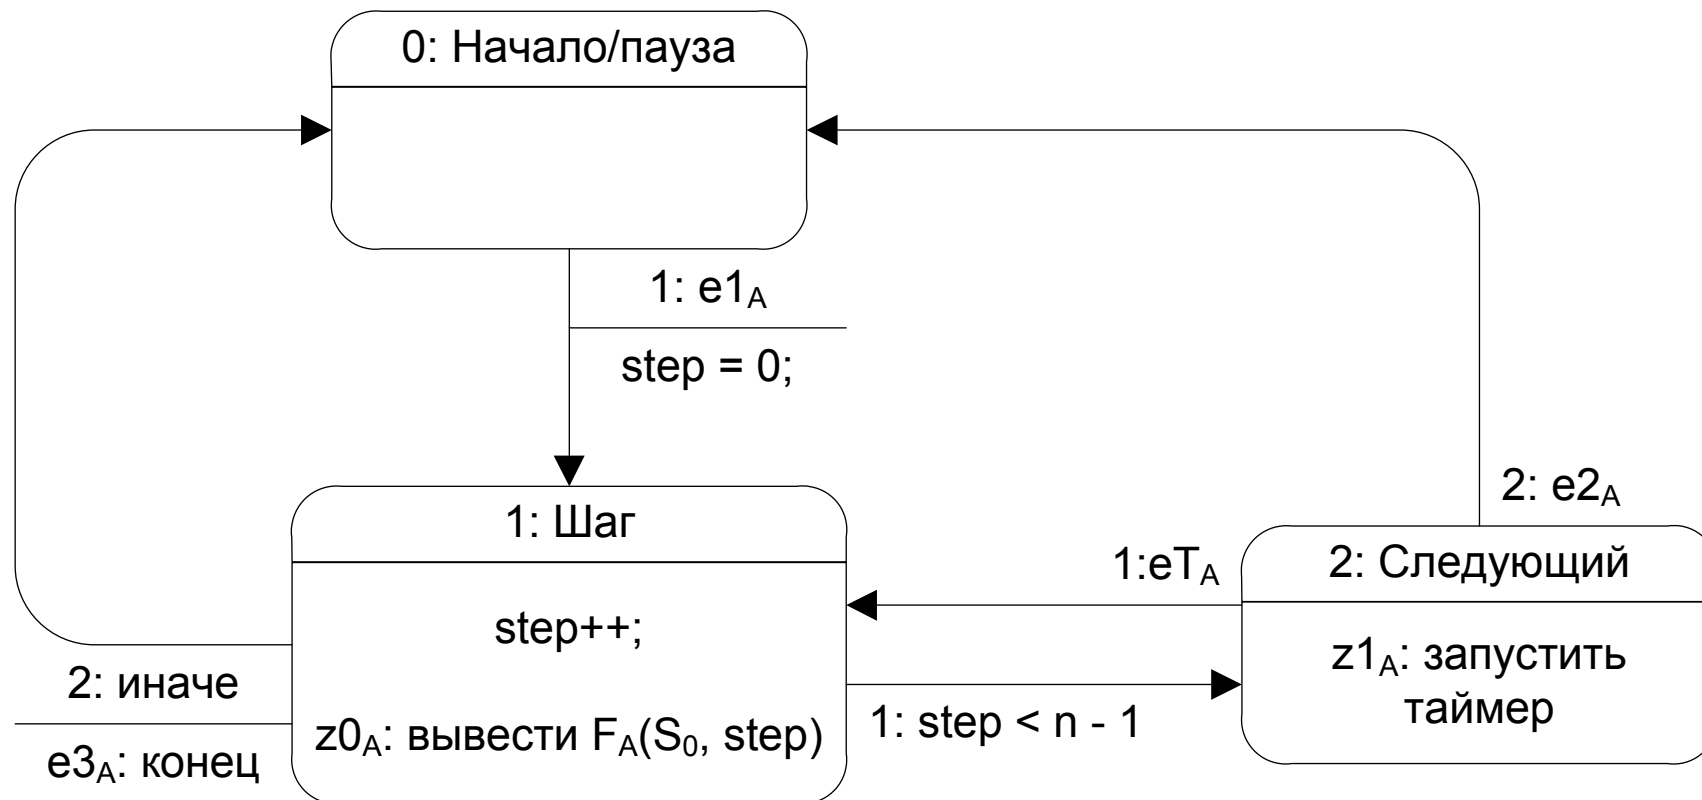 0: Начало/пауза
1: e1A
step = 0;
2: e2A
1: Шаг
1:eTA
2: Следующий
step++;
z1A: запустить
таймер
2: иначе
1: step < n - 1
z0A: вывести FA(S0, step)
e3A: конец